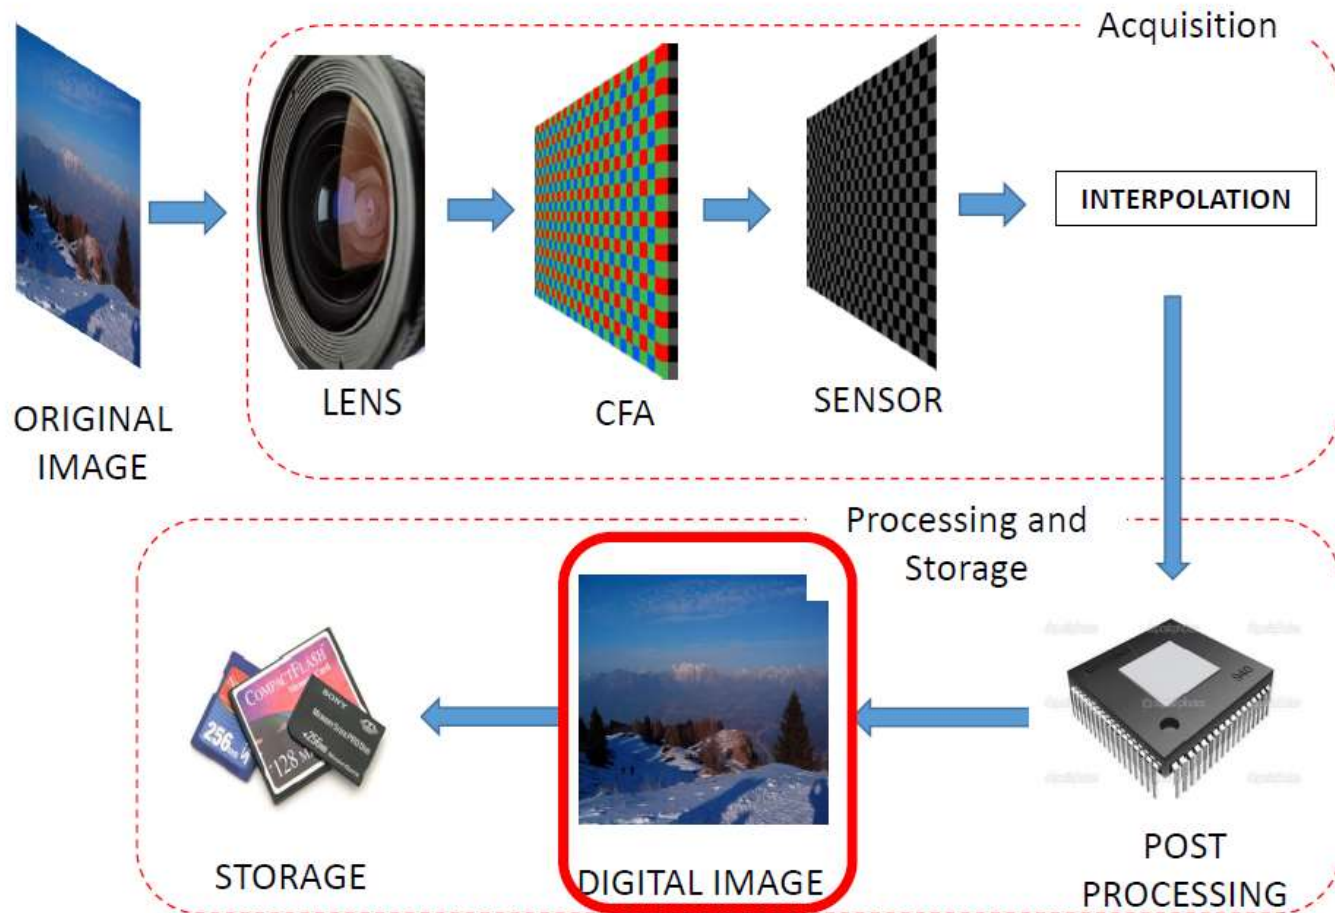 Acquisition
INTERPOLATION
LENS
CFA
SENSOR
ORIGINAL
IMAGE
Processing and
Storage
COMPACTFLASH
SONY
256
128
940
STORAGE
DIGITAL IMAGE
POST
PROCESSING